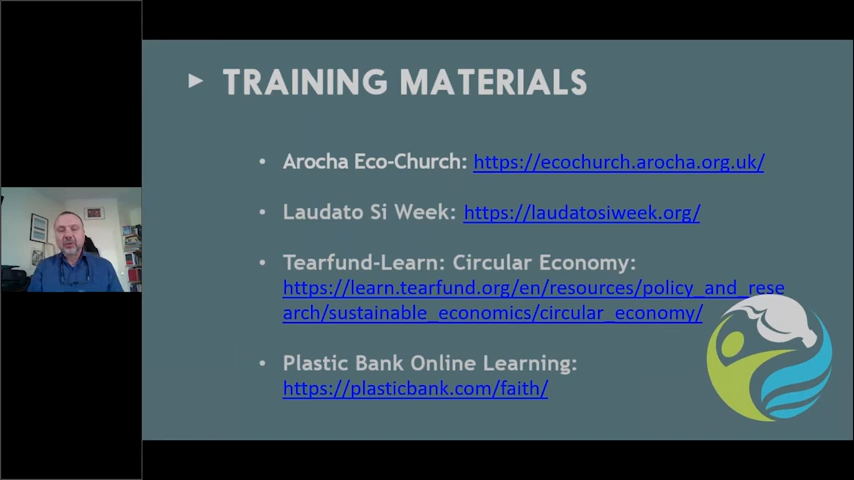 ► TRAINING MATERIALS
• Arocha Eco-Church: https://ecochurch.arocha.org.uk/
• Laudato Si Week: https://laudatosiweek.org/
• Tearfund-Learn: Circular Economy:
https://learn.tearfund.org/en/resources/policy_and_rese
arch/sustainable_economics/circular_economy/
• Plastic Bank Online Learning:
https://plasticbank.com/faith/